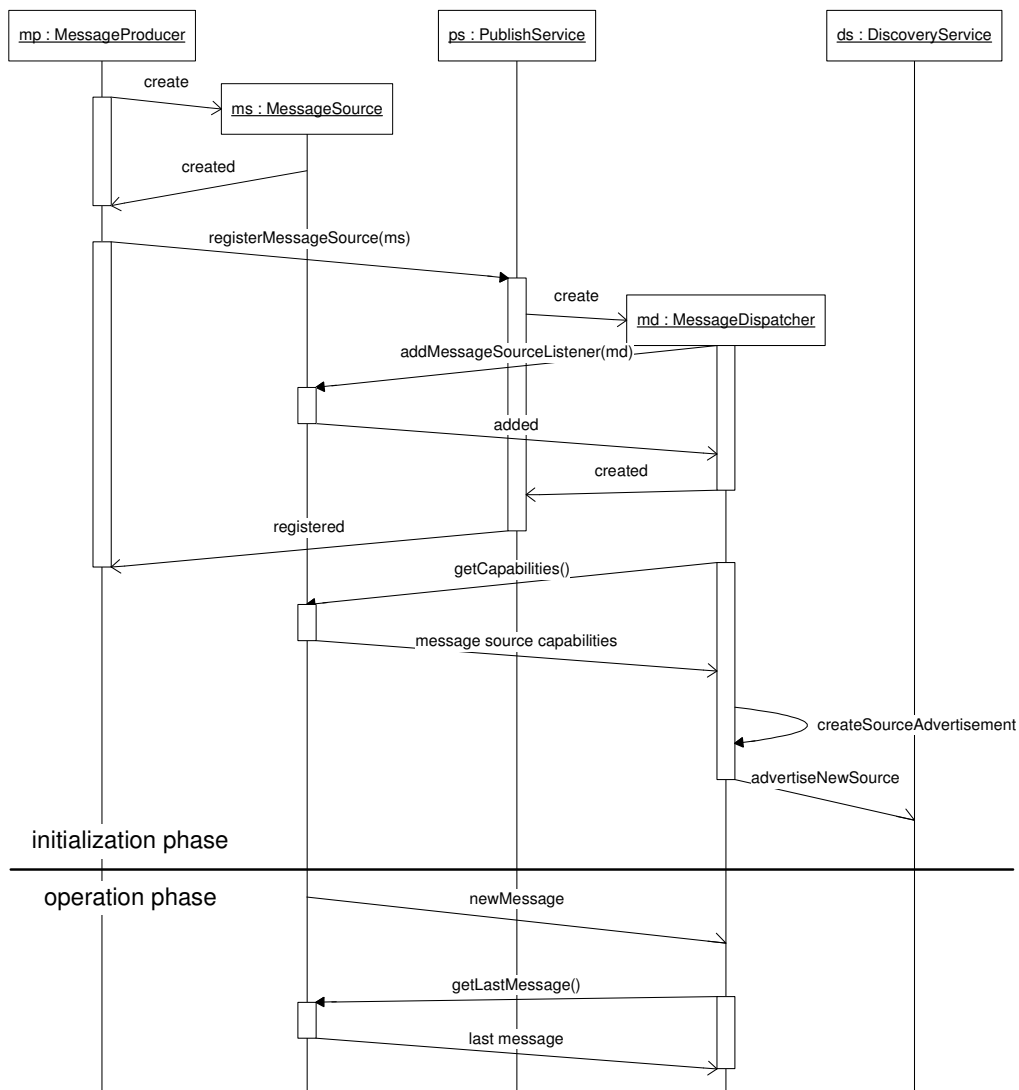 mp : MessageProducer
ps : PublishService
ds : DiscoveryService
create
ms : MessageSource
created
registerMessageSource(ms)
create
md : MessageDispatcher
addMessageSourceListener(md)
added
created
registered
getCapabilities()
message source capabilities
createSourceAdvertisement
advertiseNewSource
initialization phase
operation phase
newMessage
getLastMessage()
last message